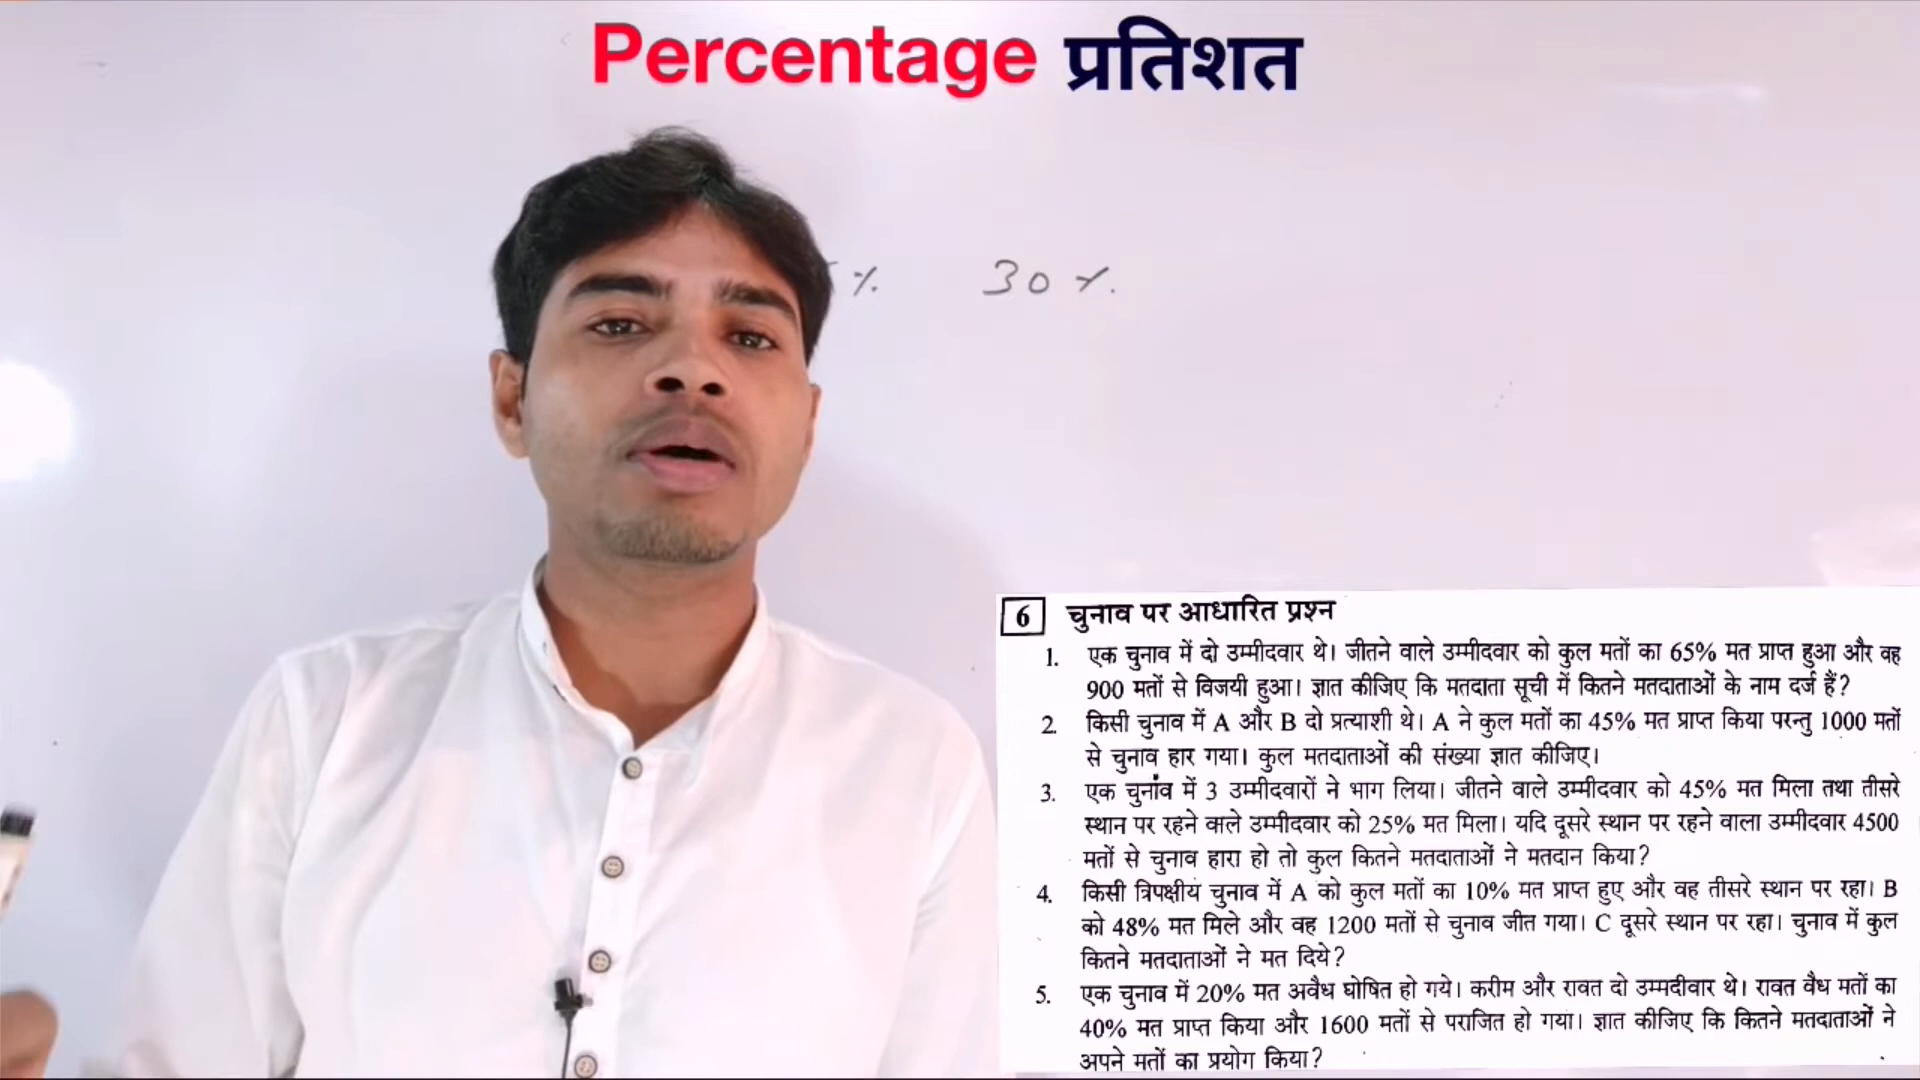 Percentage प्रतिशत
% 30 %.
6 चुनाव पर आधारित प्रश्न
1. एक चुनाव में दो उम्मीदवार थे। जीतने वाले उम्मीदवार को कुल मतों का 65% मत प्राप्त हुआ और वह
900 मतों से विजयी हुआ। ज्ञात कीजिए कि मतदाता सूची में कितने मतदाताओं के नाम दर्ज हैं?
2. किसी चुनाव में A और B दो प्रत्याशी थे। A ने कुल मतों का 45% मत प्राप्त किया परन्तु 1000 मतों
से चुनाव हार गया। कुल मतदाताओं की संख्या ज्ञात कीजिए।
3. एक चुनांव में 3 उम्मीदवारों ने भाग लिया। जीतने वाले उम्मीदवार को 45% मत मिला तथा तीसरे
स्थान पर रहने वाले उम्मीदवार को 25% मत मिला। यदि दूसरे स्थान पर रहने वाला उम्मीदवार 4500
मतों से चुनाव हारा हो तो कुल कितने मतदाताओं ने मतदान किया?
4. किसी त्रिपक्षीय चुनाव में A को कुल मतों का 10% मत प्राप्त हुए और वह तीसरे स्थान पर रहा। B
को 48% मत मिले और वह 1200 मतों से चुनाव जीत गया। C दूसरे स्थान पर रहा। चुनाव में कुल
कितने मतदाताओं ने मत दिये?
5. एक चुनाव में 20% मत अवैध घोषित हो गये। करीम और रावत दो उम्मदीवार थे। रावत वैध मतों का
40% मत प्राप्त किया और 1600 मतों से पराजित हो गया। ज्ञात कीजिए कि कितने मतदाताओं ने
अपने मतों का प्रयोग किया?